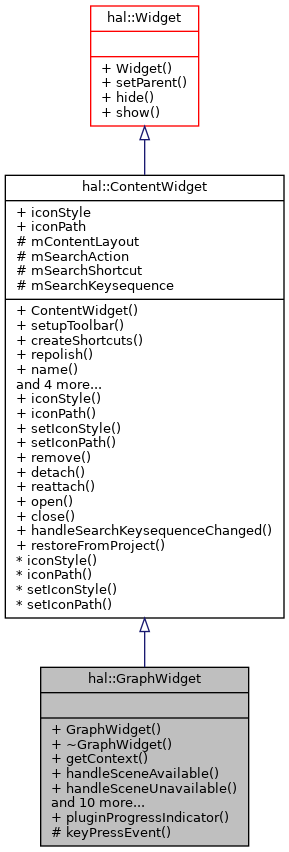 hal::Widget
+ Widget()
+ setParent()
+ hide()
+ show()
hal::ContentWidget
+ iconStyle
+ iconPath
# mContentLayout
# mSearchAction
# mSearchShortcut
# mSearchKeysequence
+ ContentWidget()
+ setupToolbar()
+ createShortcuts()
+ repolish()
+ name()
and 4 more...
+ iconStyle()
+ iconPath()
+ setIconStyle()
+ setIconPath()
+ remove()
+ detach()
+ reattach()
+ open()
+ close()
+ handleSearchKeysequenceChanged()
+ restoreFromProject()
* iconStyle()
* iconPath()
* setIconStyle()
* setIconPath()
hal::GraphWidget
+ GraphWidget()
+ ~GraphWidget()
+ getContext()
+ handleSceneAvailable()
+ handleSceneUnavailable()
and 10 more...
+ pluginProgressIndicator()
# keyPressEvent()